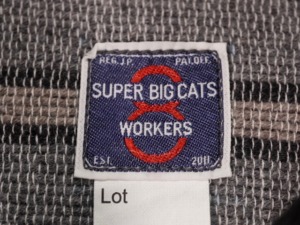 REG. J.P. PAT.OFF.
SUPER BIG CATS
WORKERS
EST. 2011
Lot